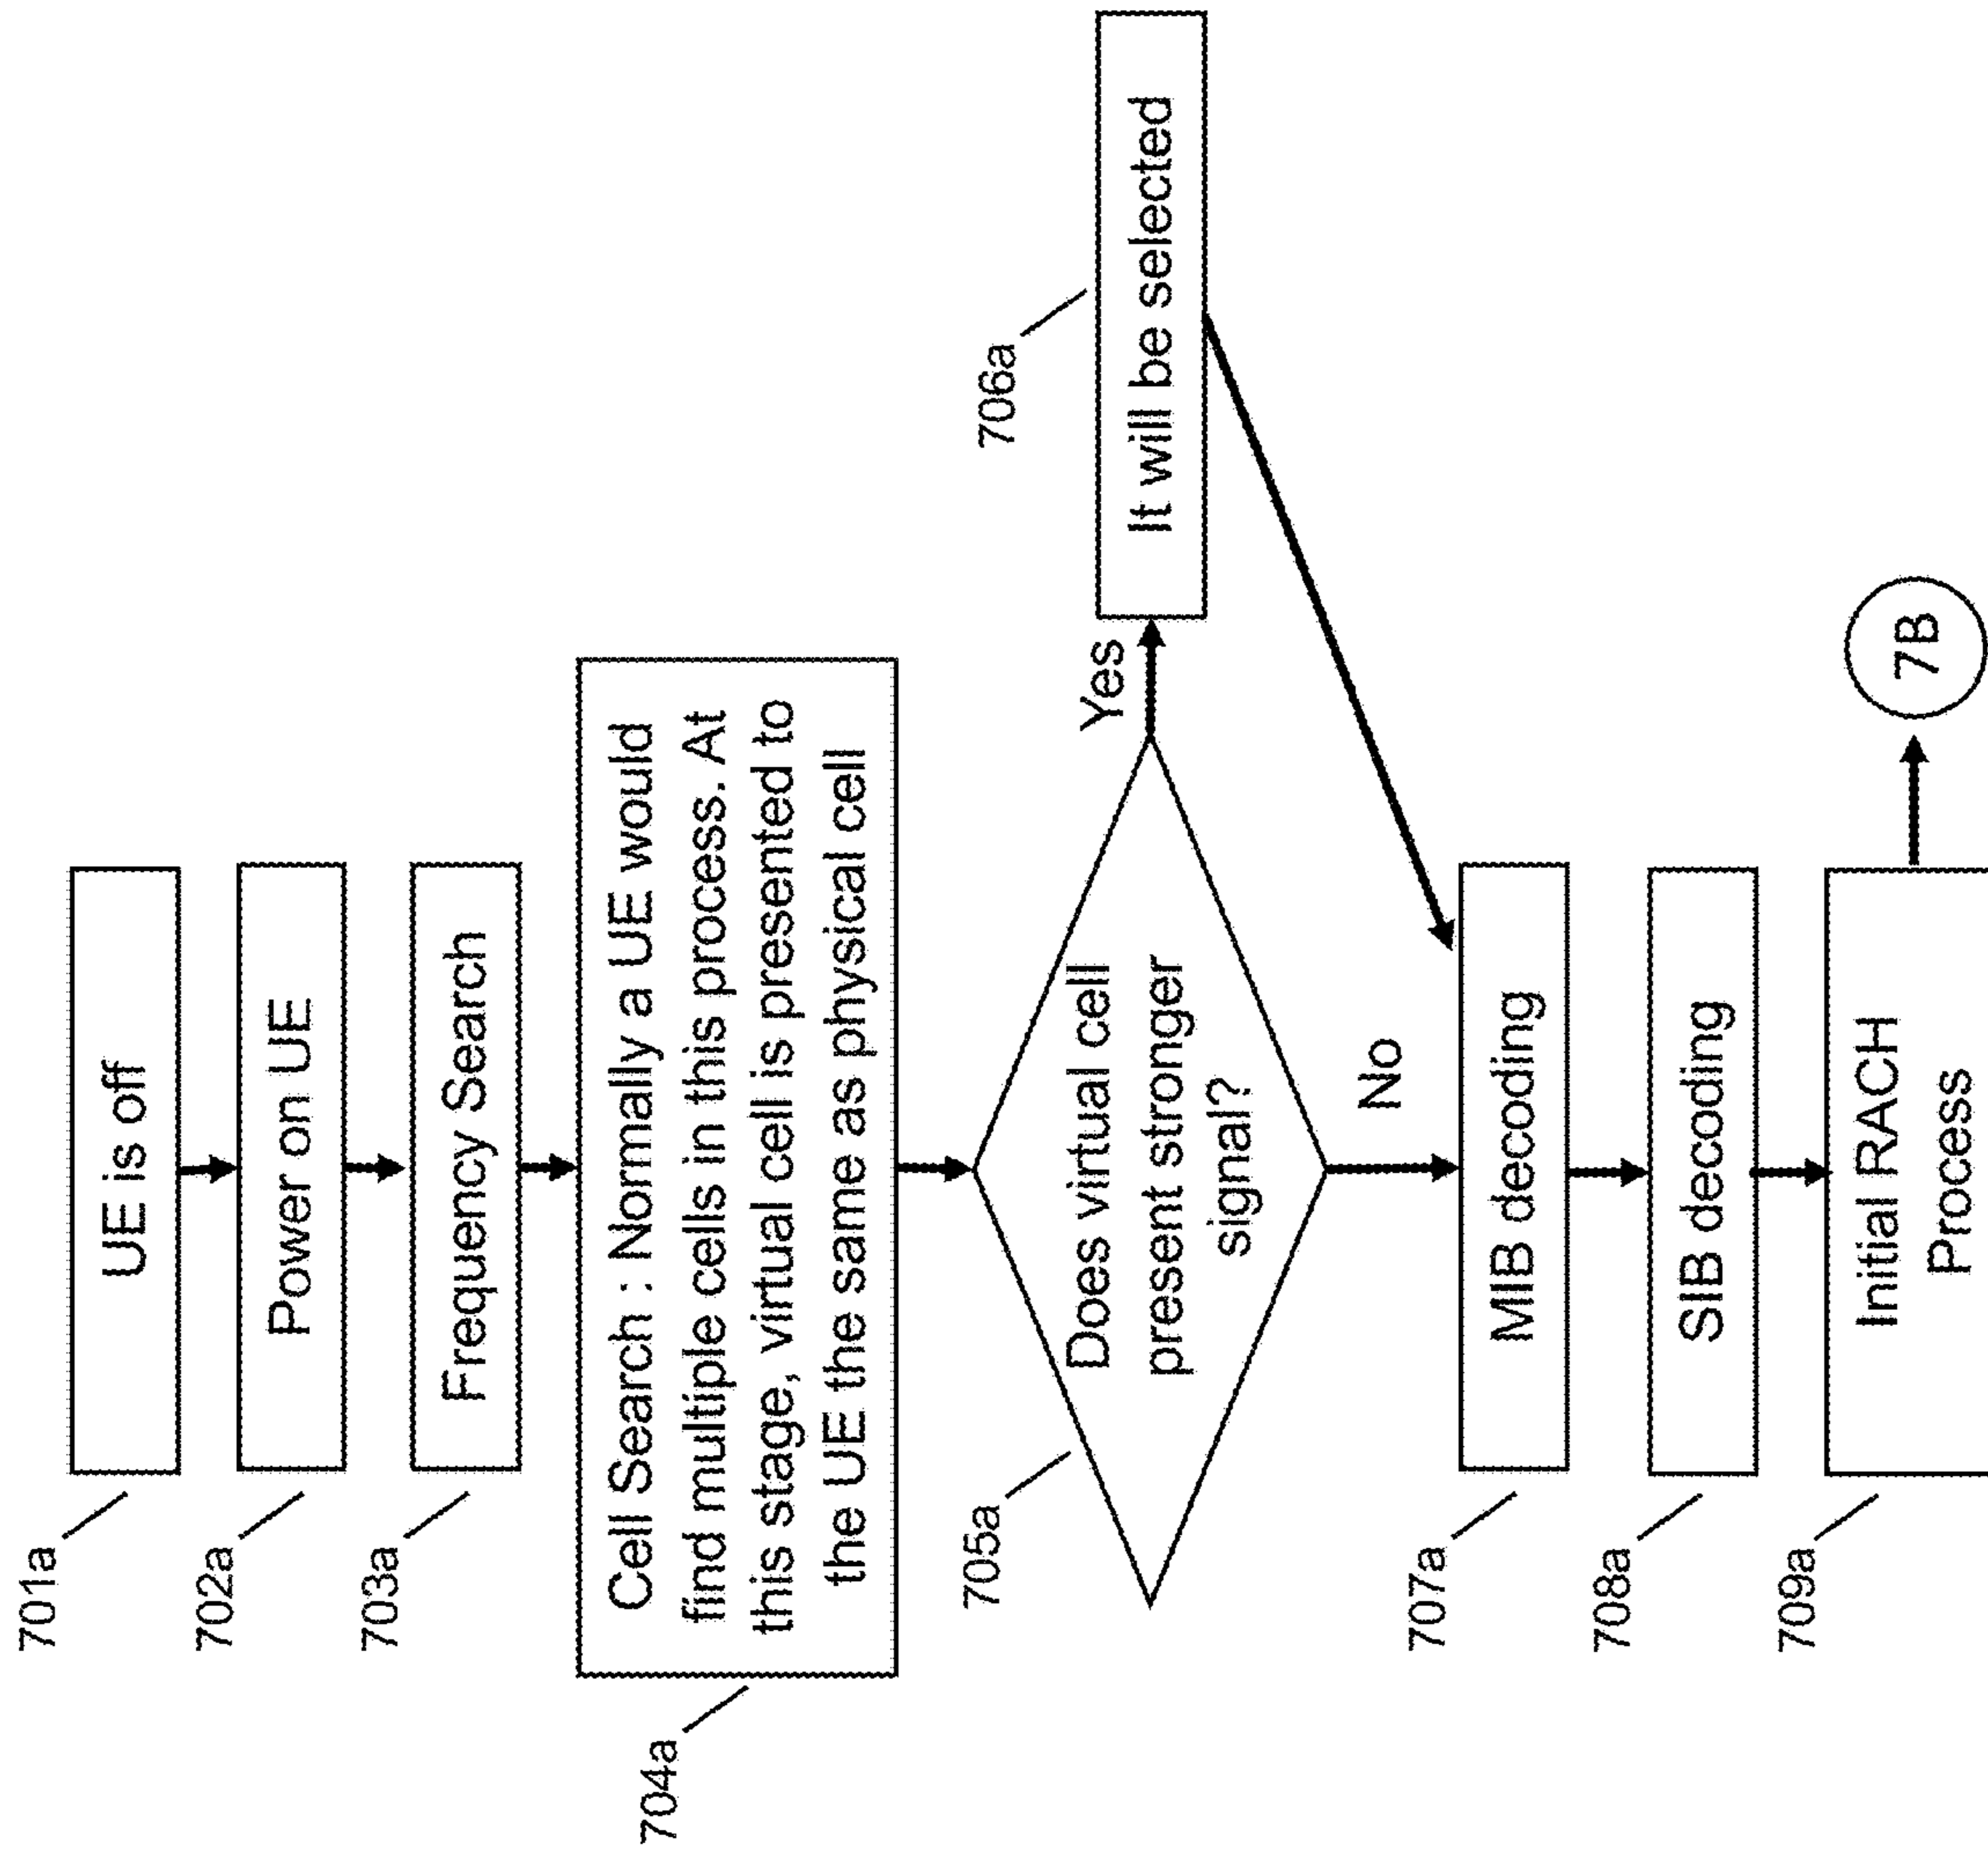 701a
UE is off
702a
Power on UE
703a
Frequency Search
704a
Cell Search : Normally a UE would
find multiple cells in this process. At
this stage, virtual cell is presented to
the UE the same as physical cell
705a
Does virtual cell
present stronger
signal?
Yes
706a
It will be selected
No
707a
MIB decoding
708a
SIB decoding
709a
Initial RACH
Process
7B